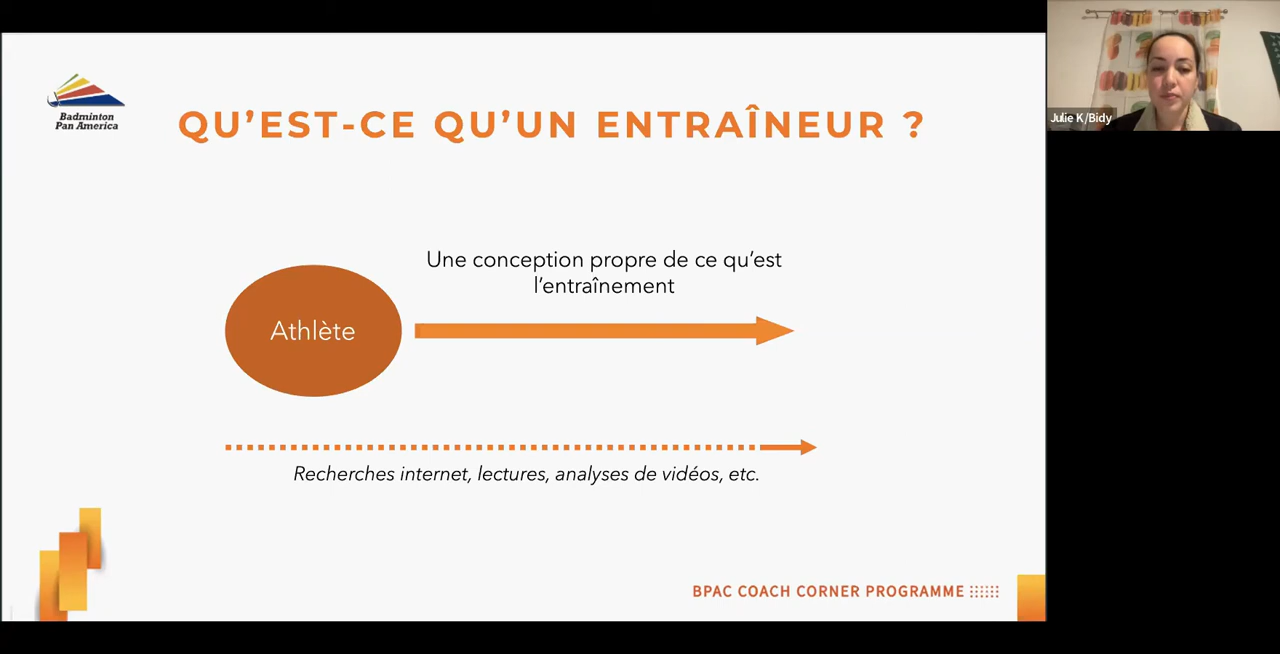 Badminton
Pan America
QU'EST-CE QU'UN ENTRAÎNEUR ?
Une conception propre de ce qu'est
l'entraînement
Athlète
Recherches internet, lectures, analyses de vidéos, etc.
BPAC COACH CORNER PROGRAMME
Julie K/Bidy